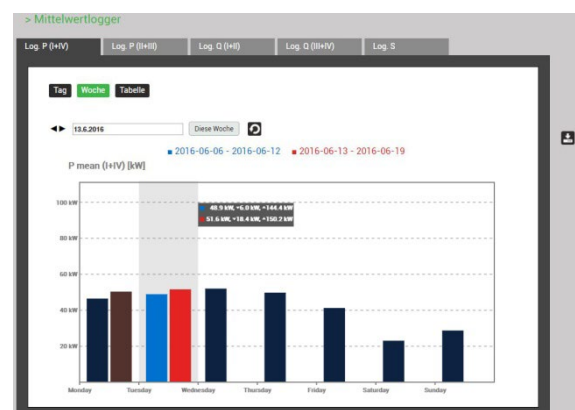 > Mittelwertlogger
Log. P (I+IV) Log. P (II+III) Log. Q (I+II) Log. Q (III+IV) Log. S
Tag Woche Tabelle
◄► 13.6.2016 Diese Woche
2016-06-06 - 2016-06-12 2016-06-13 - 2016-06-19
P mean (I+IV) [kW]
100 kW
48.9 kW, 144.4 kW
51.6 kW, 18.4 kW, 150.2 kW
80 kW
60 kW
40 kW
20 kW
Monday Tuesday Wednesday Thursday Friday Saturday Sunday